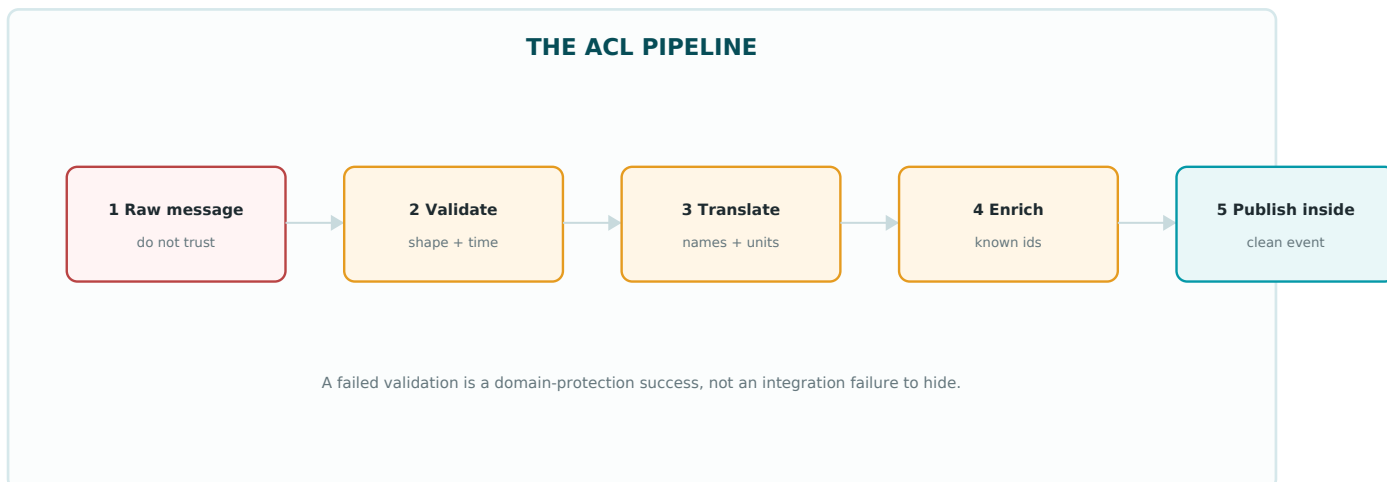 THE ACL PIPELINE
1 Raw message
do not trust
2 Validate
shape + time
3 Translate
names + units
4 Enrich
known ids
5 Publish inside
clean event
A failed validation is a domain-protection success, not an integration failure to hide.